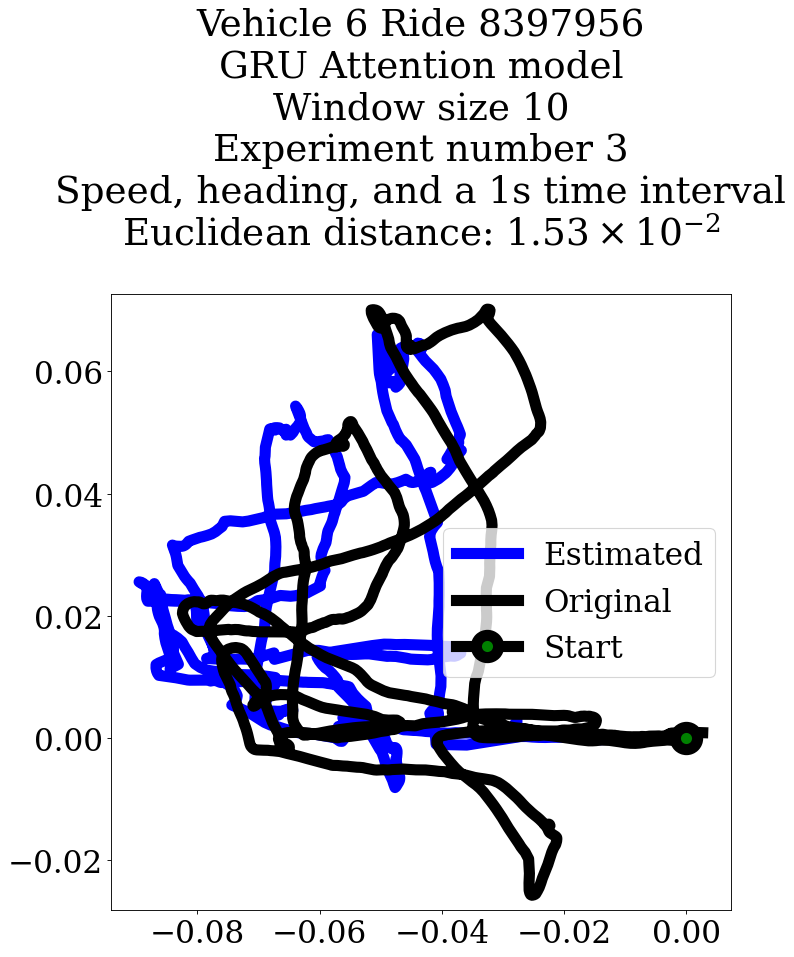 Vehicle 6 Ride 8397956
GRU Attention model
Window size 10
Experiment number 3
Speed, heading, and a 1s time interval
Euclidean distance: 1.53 × 10⁻²
0.06
0.04
0.02
0.00
−0.02
Estimated
Original
Start
−0.08 −0.06 −0.04 −0.02 0.00